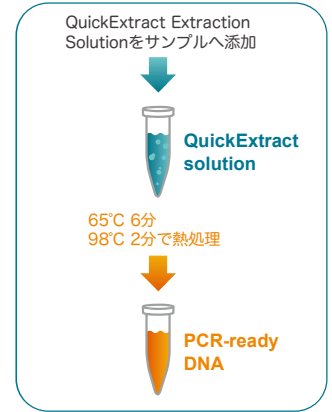 QuickExtract Extraction
Solutionをサンプルへ添加
QuickExtract
solution
65℃ 6分
98℃ 2分で熱処理
PCR-ready
DNA